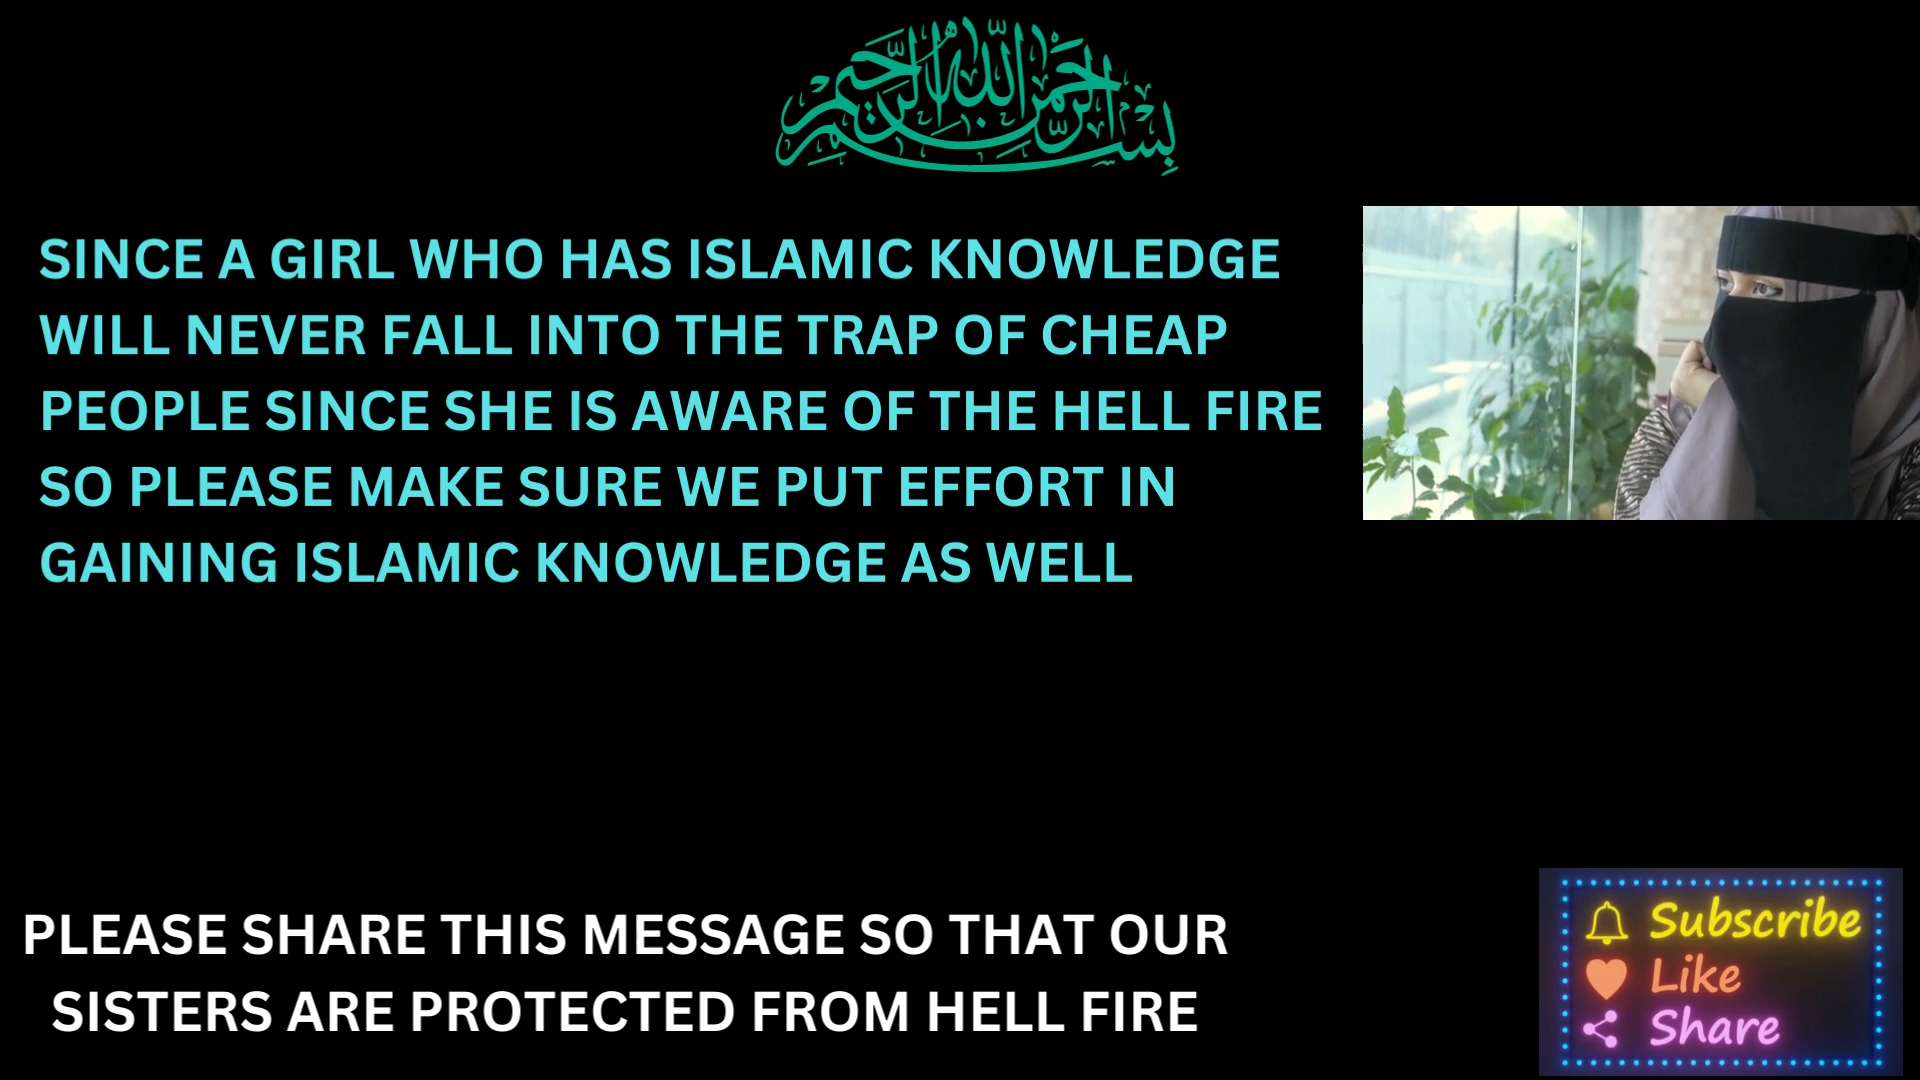 بسم الله الرحمن الرحيم
SINCE A GIRL WHO HAS ISLAMIC KNOWLEDGE
WILL NEVER FALL INTO THE TRAP OF CHEAP
PEOPLE SINCE SHE IS AWARE OF THE HELL FIRE
SO PLEASE MAKE SURE WE PUT EFFORT IN
GAINING ISLAMIC KNOWLEDGE AS WELL
PLEASE SHARE THIS MESSAGE SO THAT OUR
SISTERS ARE PROTECTED FROM HELL FIRE
Subscribe
Like
Share